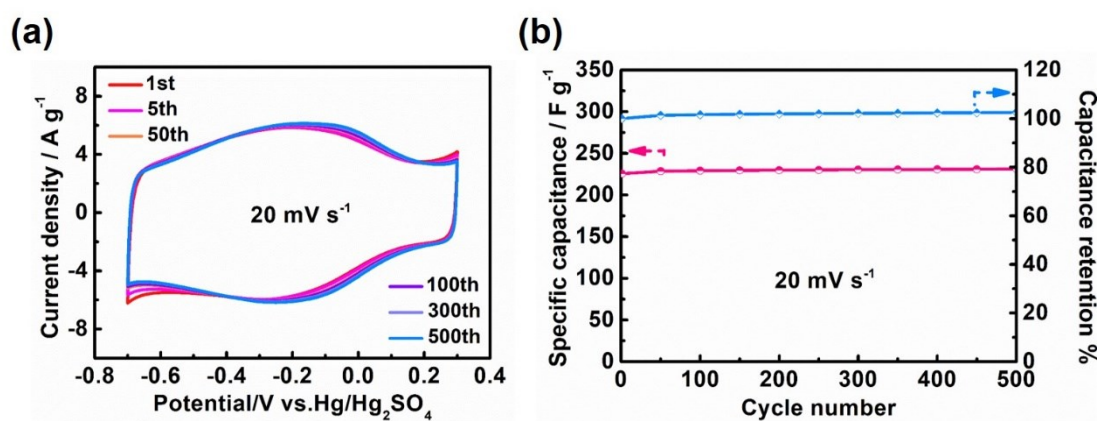 (a)
1st
5th
50th
20 mV s⁻¹
100th
300th
500th
Current density / A g⁻¹
8
4
0
-4
-8
-0.8 -0.6 -0.4 -0.2 0.0 0.2 0.4
Potential/V vs.Hg/Hg₂SO₄
(b)
Specific capacitance / F g⁻¹
350
300
250
200
150
100
50
0
20 mV s⁻¹
120
100
80
60
40
20
0
Capacitance retention %
0 100 200 300 400 500
Cycle number